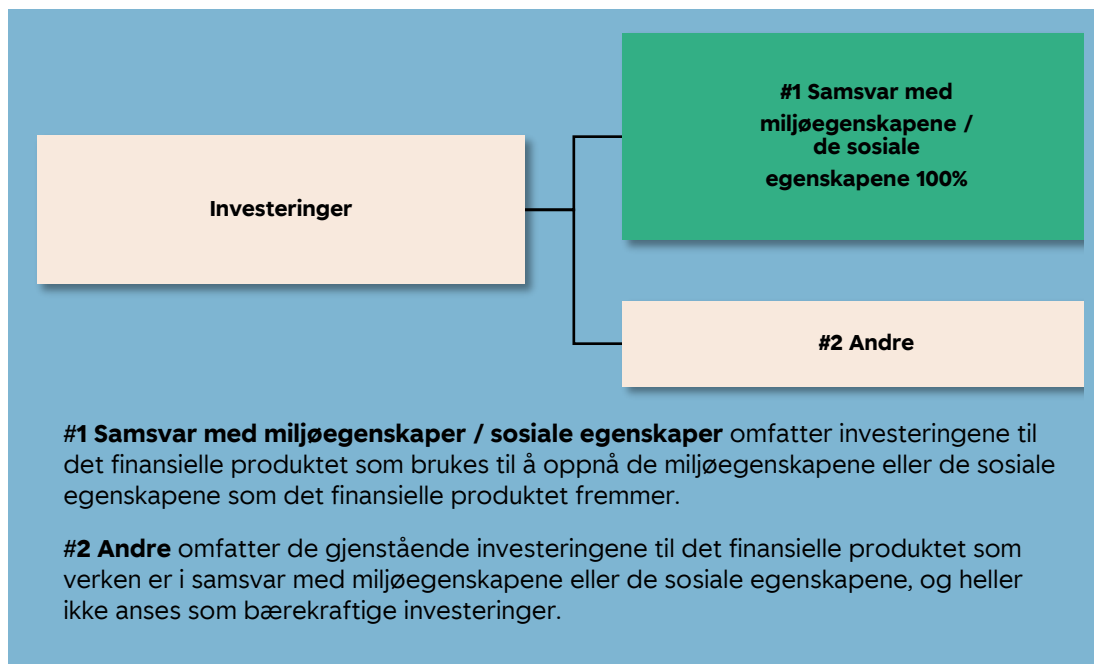 #1 Samsvar med
miljøegenskapene /
de sosiale
egenskapene 100%
Investeringer
#2 Andre
#1 Samsvar med miljøegenskaper / sosiale egenskaper omfatter investeringene til
det finansielle produktet som brukes til å oppnå de miljøegenskapene eller de sosiale
egenskapene som det finansielle produktet fremmer.
#2 Andre omfatter de gjenstående investeringene til det finansielle produktet som
verken er i samsvar med miljøegenskapene eller de sosiale egenskapene, og heller
ikke anses som bærekraftige investeringer.